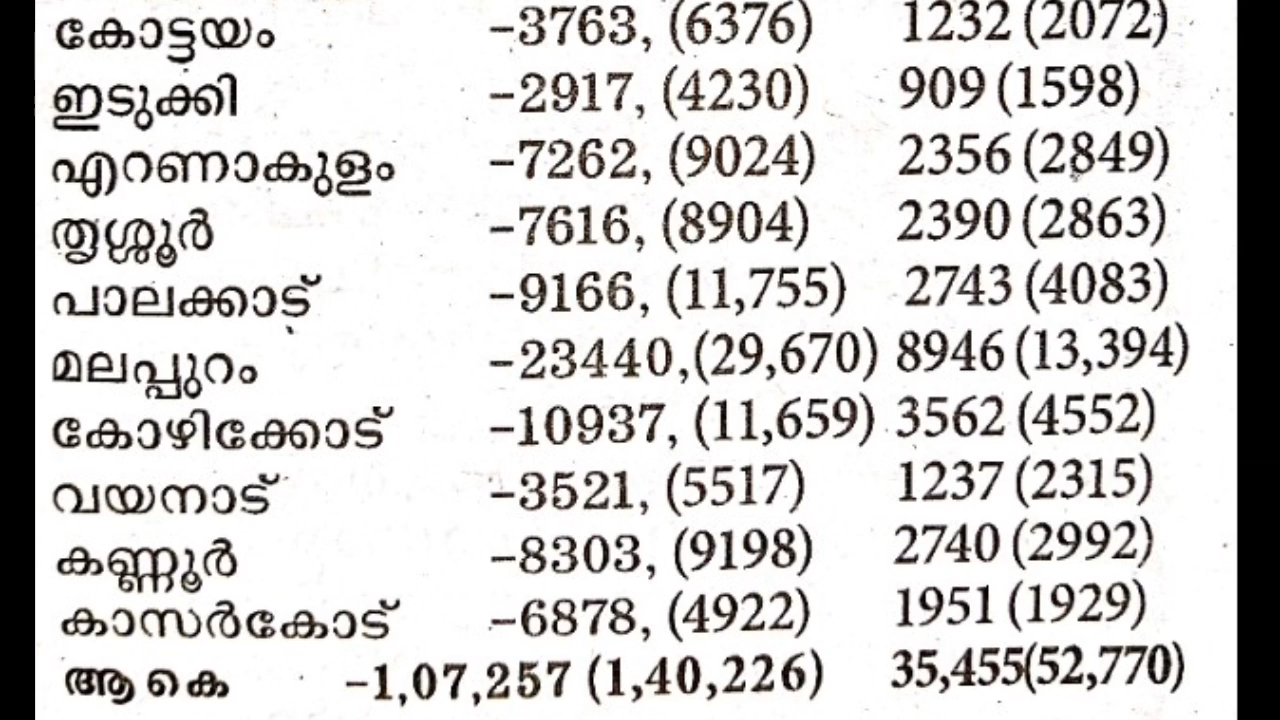 കോട്ടയം -3763, (6376) 1232 (2072)
ഇടുക്കി -2917, (4230) 909 (1598)
എറണാകുളം -7262, (9024) 2356 (2849)
തൃശ്ശൂർ -7616, (8904) 2390 (2863)
പാലക്കാട് -9166, (11,755) 2743 (4083)
മലപ്പുറം -23440,(29,670) 8946 (13,394)
കോഴിക്കോട് -10937, (11,659) 3562 (4552)
വയനാട് -3521, (5517) 1237 (2315)
കണ്ണൂർ -8303, (9198) 2740 (2992)
കാസർകോട് -6878, (4922) 1951 (1929)
ആകെ -1,07,257 (1,40,226) 35,455(52,770)